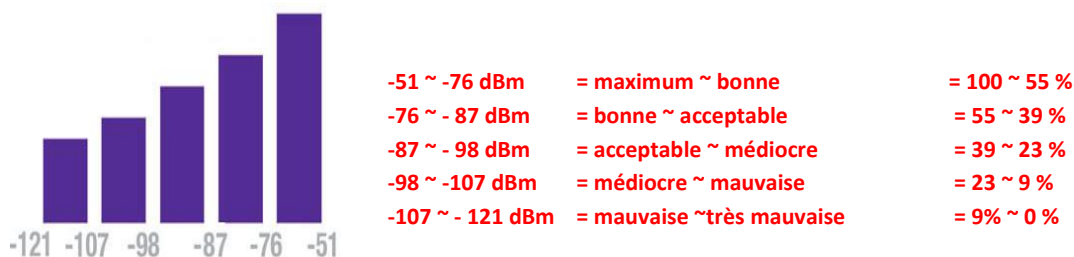 -51 ~ -76 dBm = maximum ~ bonne = 100 ~ 55 %
-76 ~ - 87 dBm = bonne ~ acceptable = 55 ~ 39 %
-87 ~ - 98 dBm = acceptable ~ médiocre = 39 ~ 23 %
-98 ~ -107 dBm = médiocre ~ mauvaise = 23 ~ 9 %
-107 ~ - 121 dBm = mauvaise ~très mauvaise = 9% ~ 0 %
-121 -107 -98 -87 -76 -51